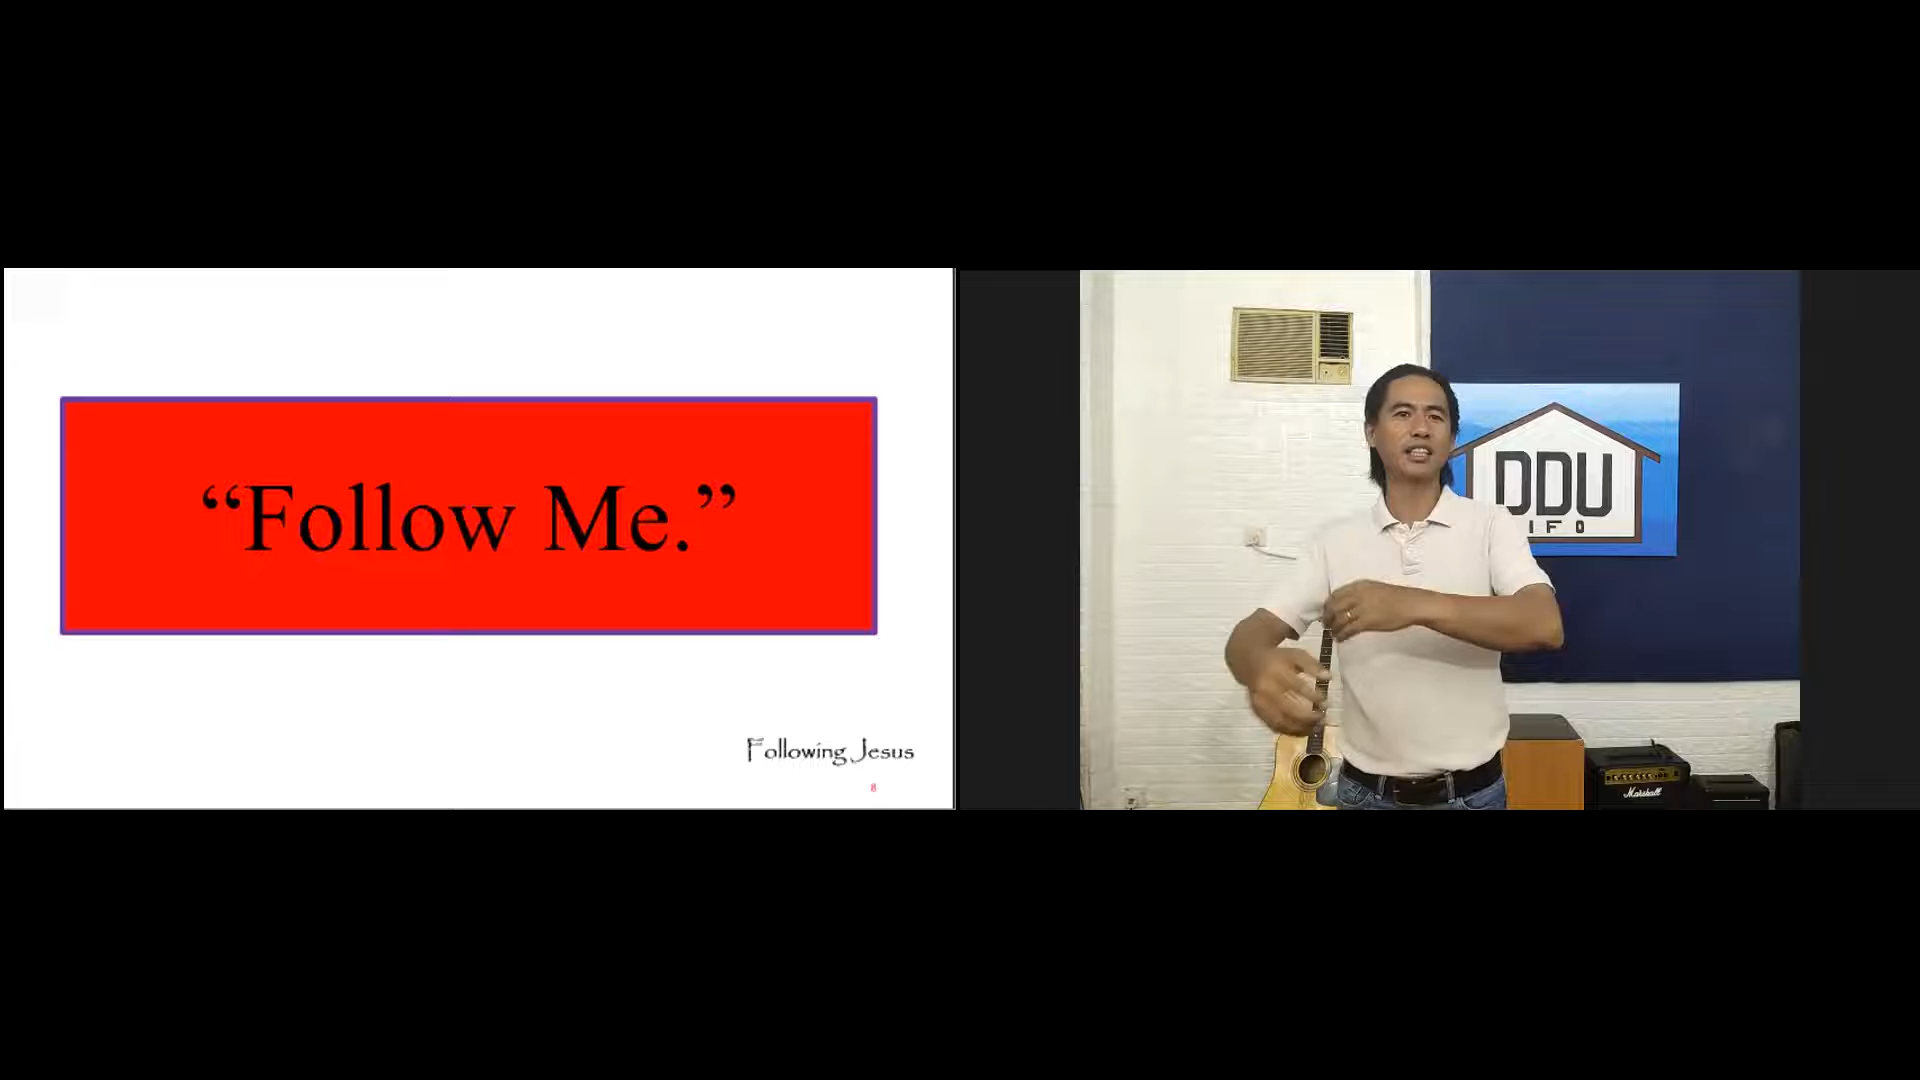 “Follow Me.”
Following Jesus
8
DDU
IFO
Marshall